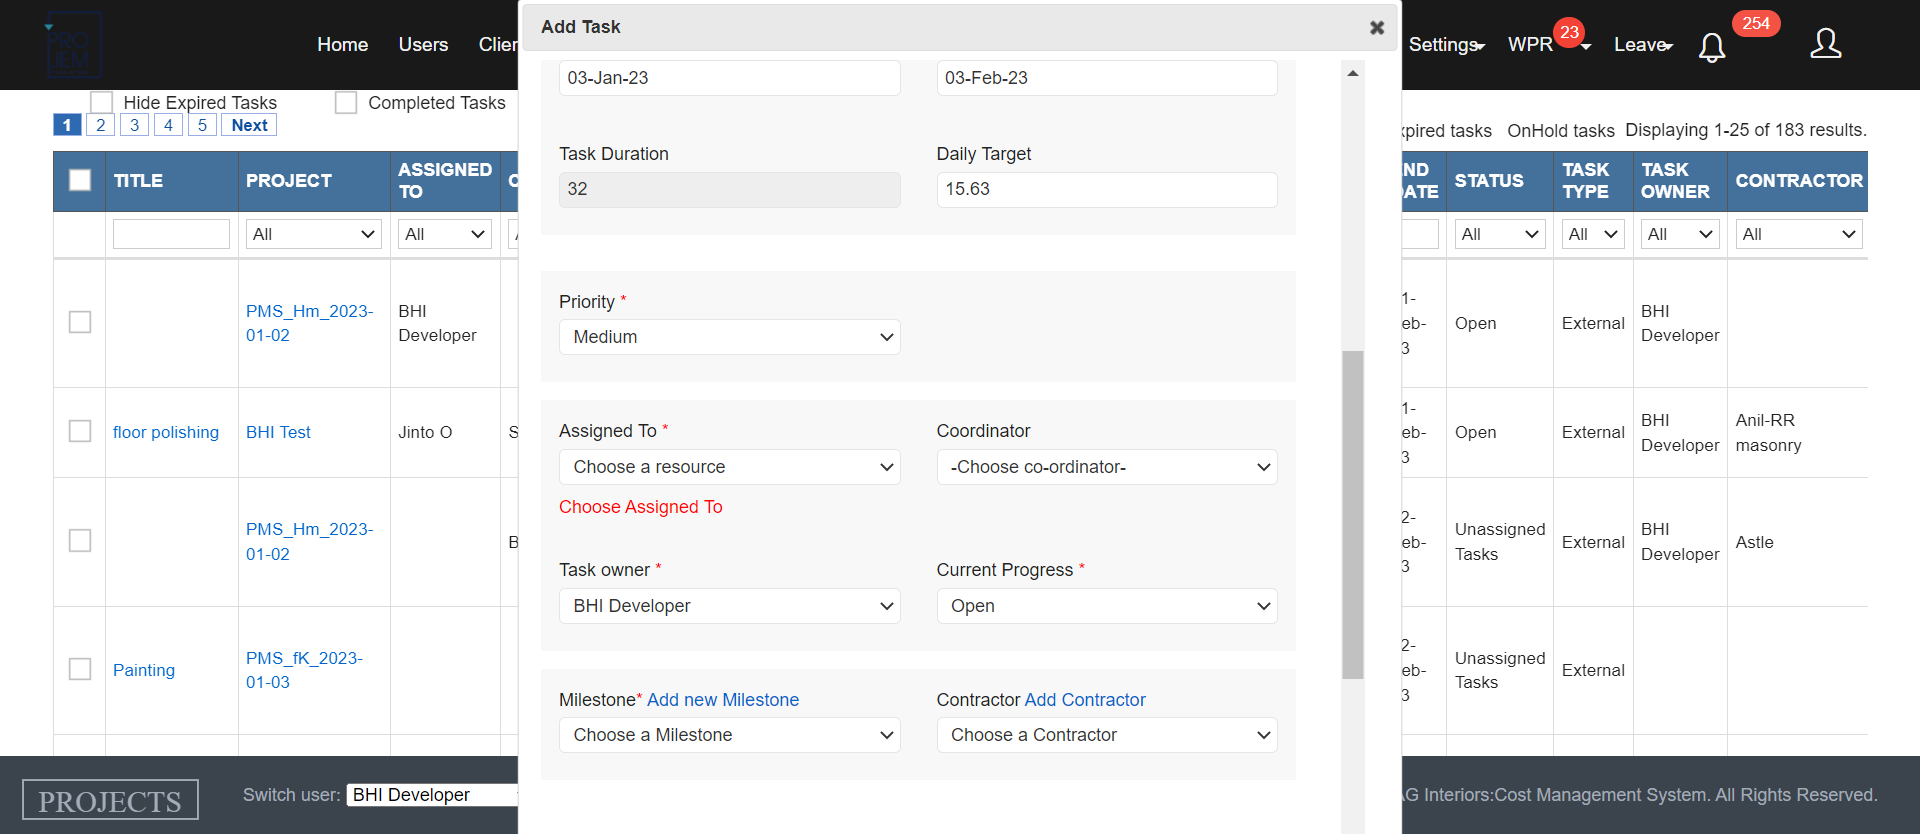 PROJEM
Home Users Clien
Settings WPR 23 Leave 254
Add Task
Hide Expired Tasks Completed Tasks
1 2 3 4 5 Next
xpired tasks OnHold tasks Displaying 1-25 of 183 results.
TITLE PROJECT ASSIGNED TO
ND ATE STATUS TASK TYPE TASK OWNER CONTRACTOR
All All
All All All All
PMS_Hm_2023-
01-02
BHI
Developer
1-
eb-
3
Open External
BHI
Developer
floor polishing BHI Test Jinto O S
1-
eb-
3
Open External
BHI
Developer
Anil-RR
masonry
PMS_Hm_2023-
01-02
B
2-
eb-
3
Unassigned
Tasks
External
BHI
Developer
Astle
Painting
PMS_fK_2023-
01-03
2-
eb-
3
Unassigned
Tasks
External
03-Jan-23 03-Feb-23
Task Duration Daily Target
32 15.63
Priority *
Medium
Assigned To * Coordinator
Choose a resource -Choose co-ordinator-
Choose Assigned To
Task owner * Current Progress *
BHI Developer Open
Milestone* Add new Milestone Contractor Add Contractor
Choose a Milestone Choose a Contractor
PROJECTS Switch user: BHI Developer
AG Interiors:Cost Management System. All Rights Reserved.